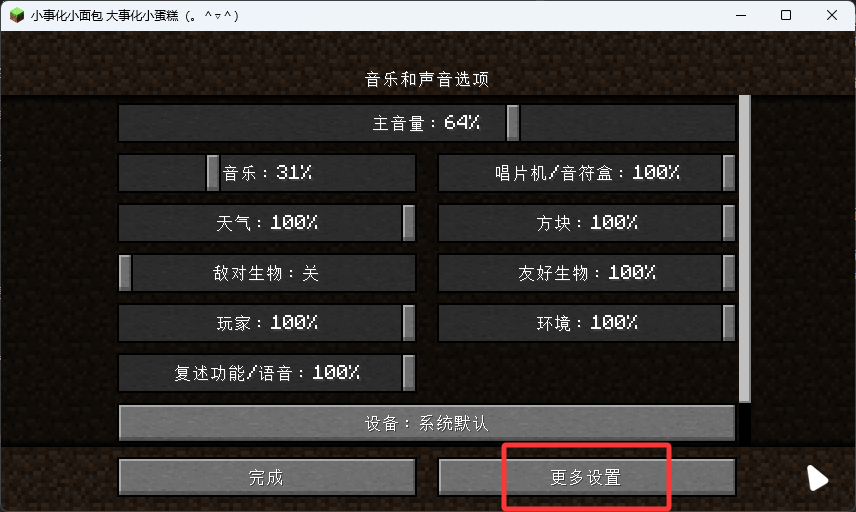 小事化小面包 大事化小蛋糕（。^▽^）
音乐和声音选项
主音量：64%
音乐：31%
唱片机/音符盒：100%
天气：100%
方块：100%
敌对生物：关
友好生物：100%
玩家：100%
环境：100%
复述功能/语音：100%
设备：系统默认
完成
更多设置